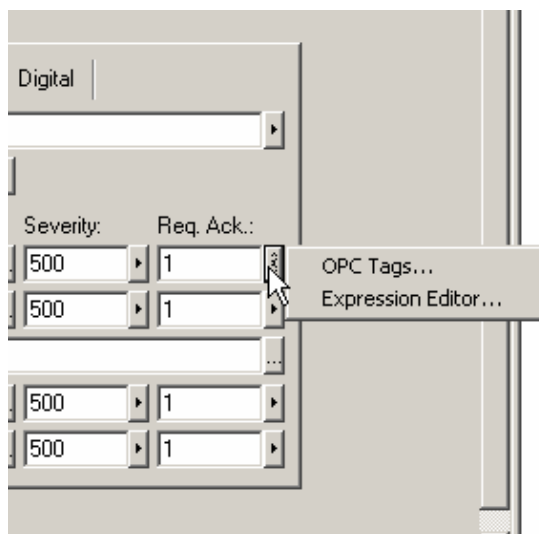 Digital
Severity: Req. Ack.:
500 1 OPC Tags...
500 1 Expression Editor...
...
500 1
500 1